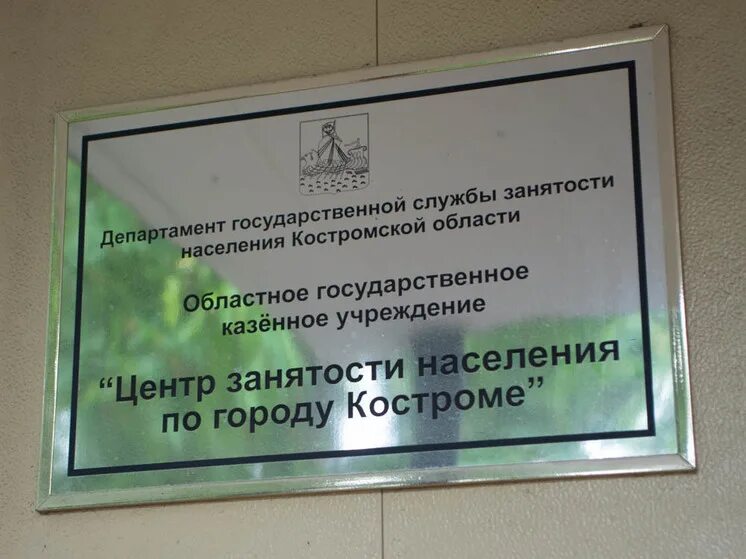 Департамент государственной службы занятости
населения Костромской области
Областное государственное
казённое учреждение
“Центр занятости населения
по городу Костроме”